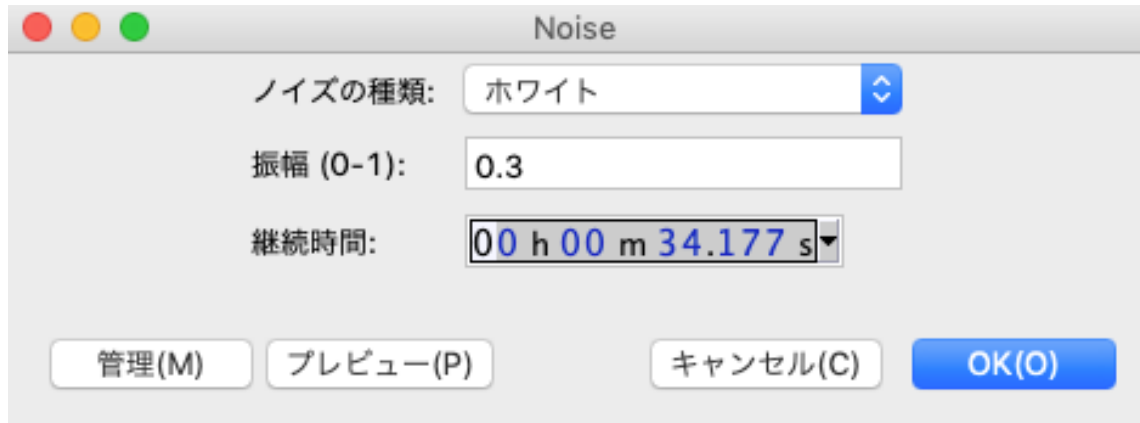 Noise
ノイズの種類: ホワイト
振幅 (0-1): 0.3
継続時間: 00 h 00 m 34.177 s
管理(M) プレビュー(P) キャンセル(C) OK(O)